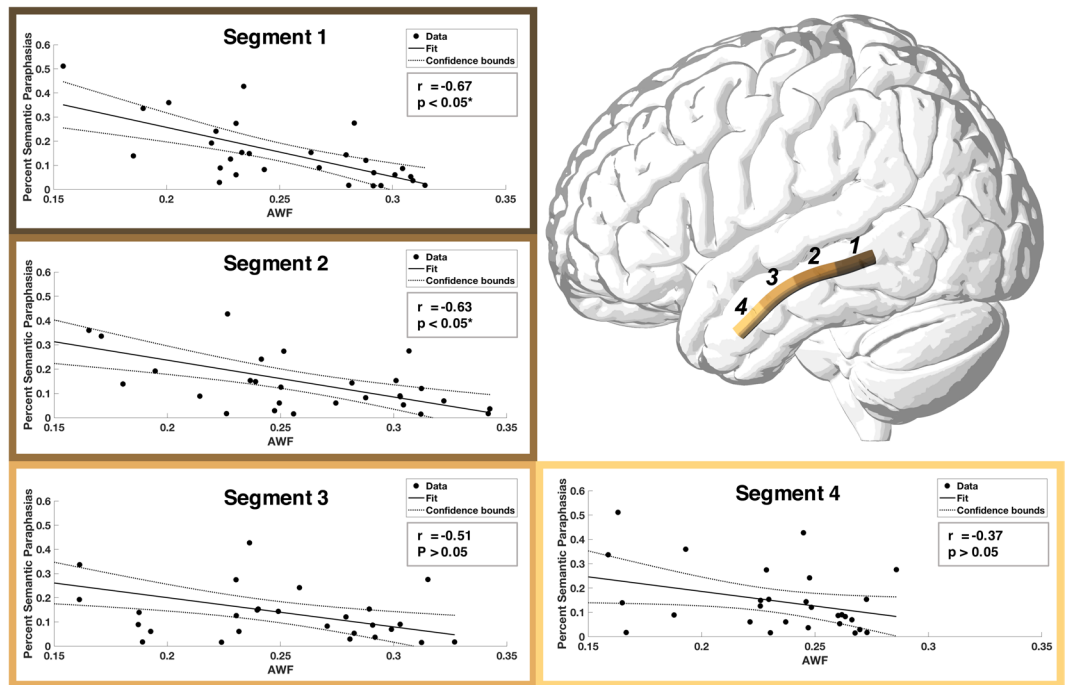 Segment 1
Data
Fit
Confidence bounds
r =-0.67
p < 0.05*
Percent Semantic Paraphasias
0.6
0.5
0.4
0.3
0.2
0.1
0
0.15
0.2
0.25
0.3
0.35
AWF
Segment 2
Data
Fit
Confidence bounds
r =-0.63
p < 0.05*
Percent Semantic Paraphasias
0.6
0.5
0.4
0.3
0.2
0.1
0
0.15
0.2
0.25
0.3
0.35
AWF
1
2
3
4
Segment 3
Data
Fit
Confidence bounds
r =-0.51
P > 0.05
Percent Semantic Paraphasias
0.6
0.5
0.4
0.3
0.2
0.1
0
0.15
0.2
0.25
0.3
0.35
AWF
Segment 4
Data
Fit
Confidence bounds
r =-0.37
p > 0.05
Percent Semantic Paraphasias
0.6
0.5
0.4
0.3
0.2
0.1
0
0.15
0.2
0.25
0.3
0.35
AWF